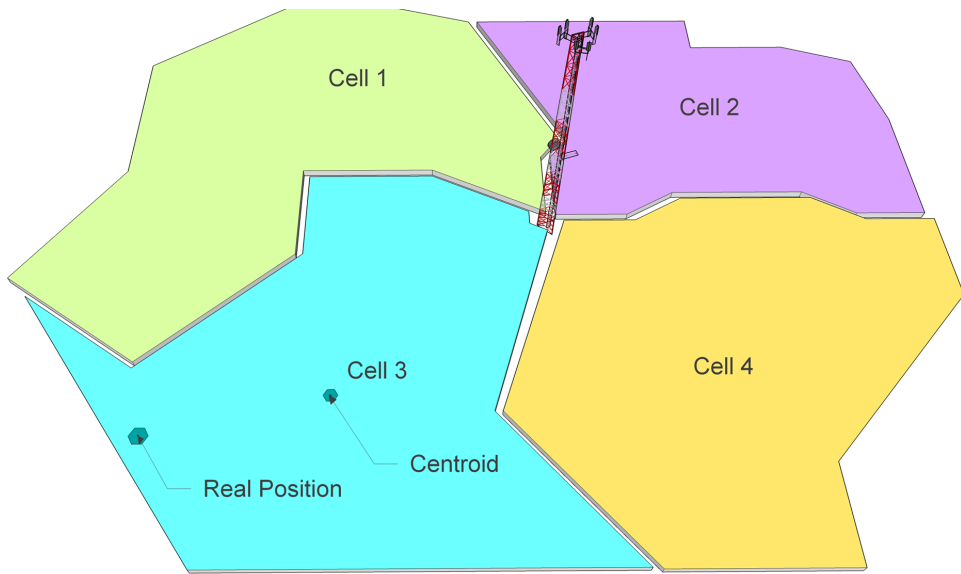 Cell 1
Cell 2
Cell 3
Cell 4
Centroid
Real Position